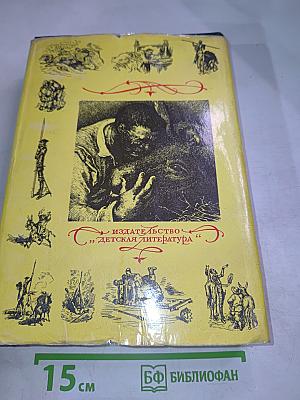 ИЗДАТЕЛЬСТВО
„ДЕТСКАЯ ЛИТЕРАТУРА“
15 см
БФ БИБЛИОФАН